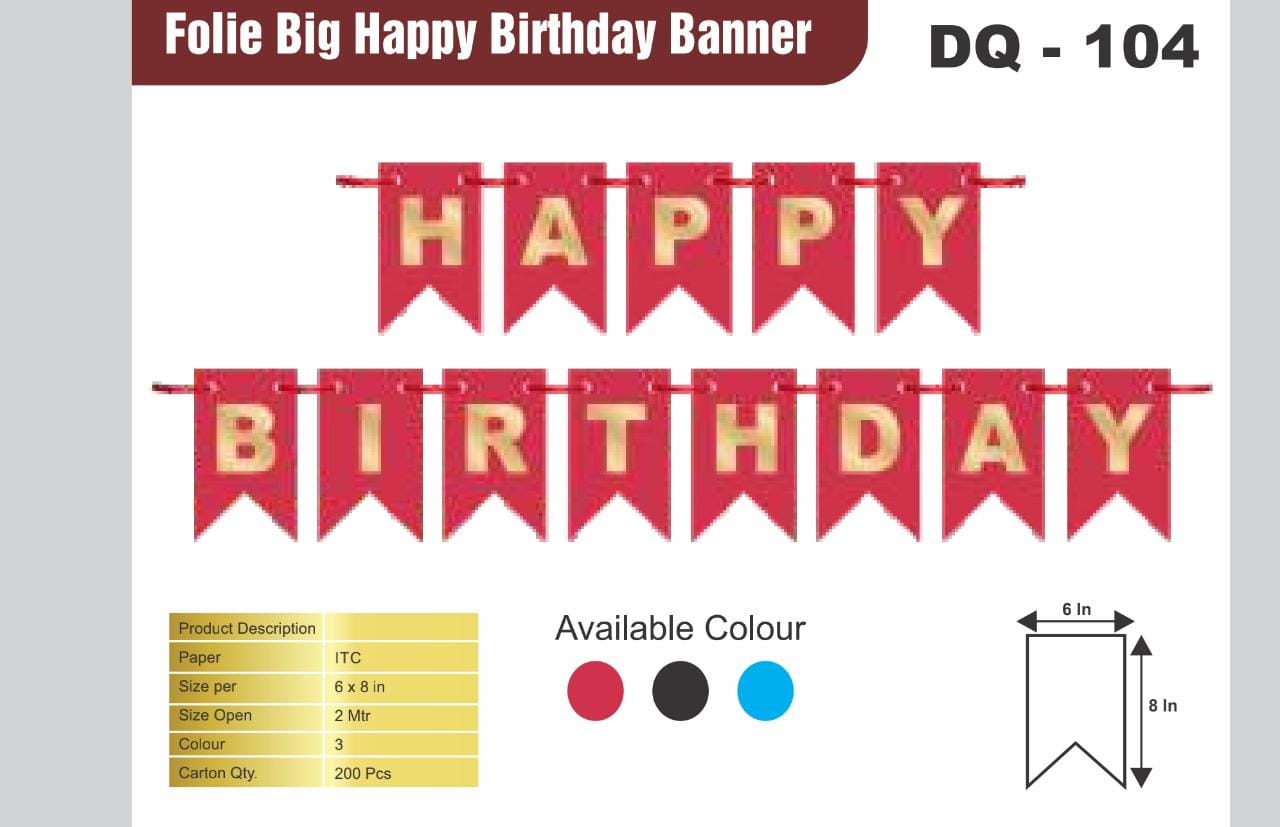 Folie Big Happy Birthday Banner
DQ - 104
HAPPY
BIRTHDAY
Product Description
Paper ITC
Size per 6 x 8 in
Size Open 2 Mtr
Colour 3
Carton Qty. 200 Pcs
Available Colour
6 In
8 In